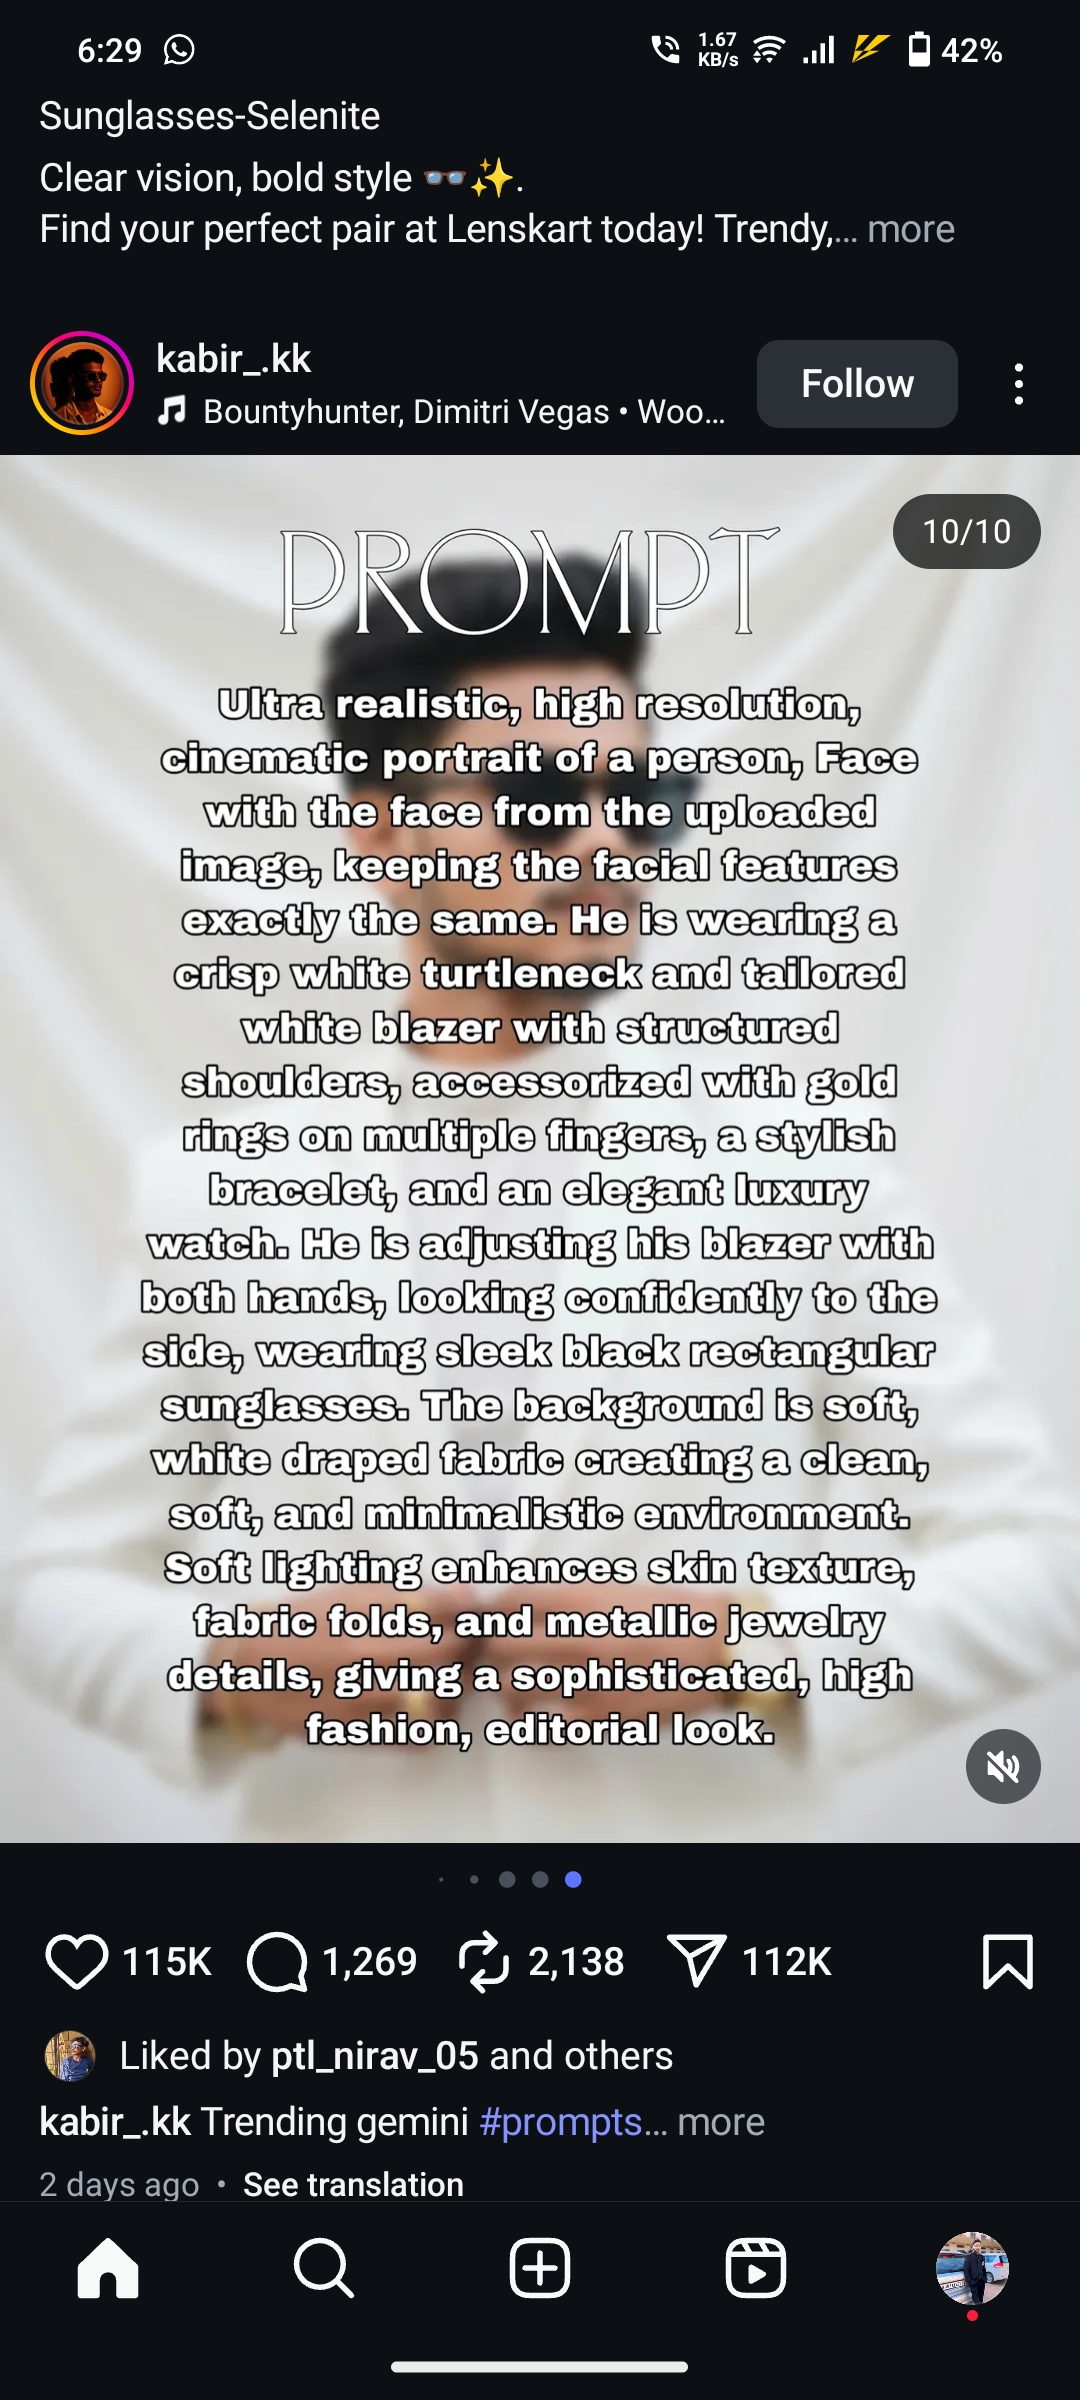 6:29
1.67
KB/s
42%
Sunglasses-Selenite
Clear vision, bold style 👓✨.
Find your perfect pair at Lenskart today! Trendy,... more
kabir_.kk
Bountyhunter, Dimitri Vegas • Woo...
Follow
10/10
PROMPT
Ultra realistic, high resolution,
cinematic portrait of a person, Face
with the face from the uploaded
image, keeping the facial features
exactly the same. He is wearing a
crisp white turtleneck and tailored
white blazer with structured
shoulders, accessorized with gold
rings on multiple fingers, a stylish
bracelet, and an elegant luxury
watch. He is adjusting his blazer with
both hands, looking confidently to the
side, wearing sleek black rectangular
sunglasses. The background is soft,
white draped fabric creating a clean,
soft, and minimalistic environment.
Soft lighting enhances skin texture,
fabric folds, and metallic jewelry
details, giving a sophisticated, high
fashion, editorial look.
115K 1,269 2,138 112K
Liked by ptl_nirav_05 and others
kabir_.kk Trending gemini #prompts... more
2 days ago • See translation